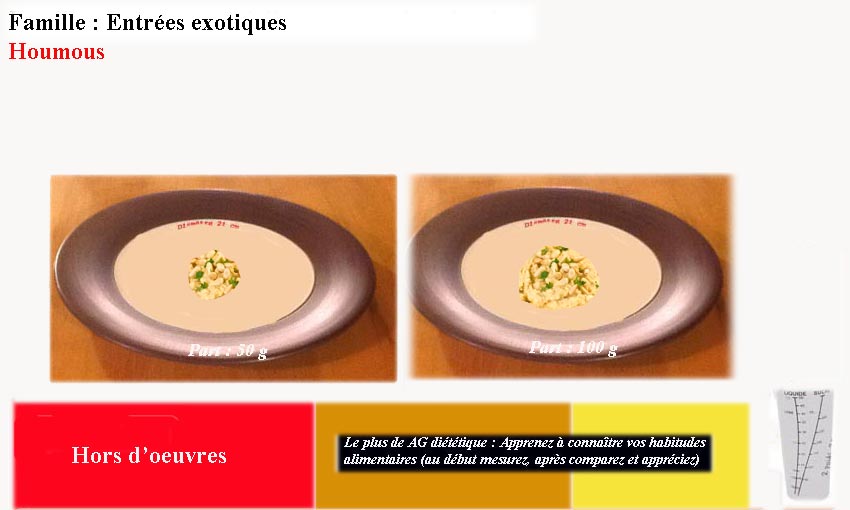 Famille : Entrées exotiques
Houmous
Diamètre 21 cm
Diamètre 21 cm
Part : 50 g
Part : 100 g
Hors d’oeuvres
Le plus de AG diététique : Apprenez à connaître vos habitudes
alimentaires (au début mesurez, après comparez et appréciez)
LIQUIDE